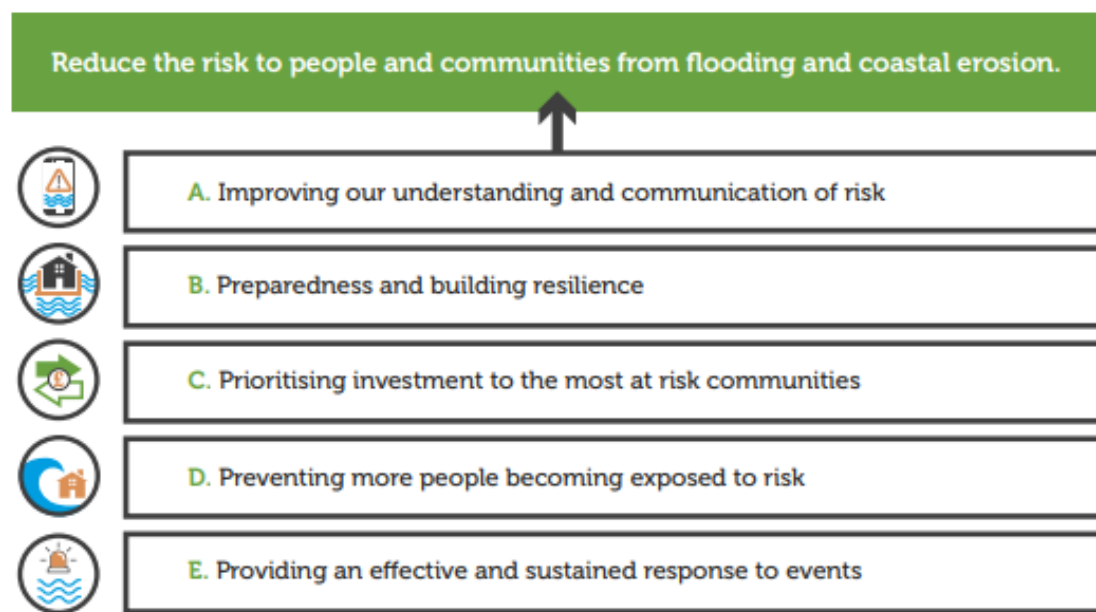 Reduce the risk to people and communities from flooding and coastal erosion.
A. Improving our understanding and communication of risk
B. Preparedness and building resilience
£
C. Prioritising investment to the most at risk communities
D. Preventing more people becoming exposed to risk
E. Providing an effective and sustained response to events